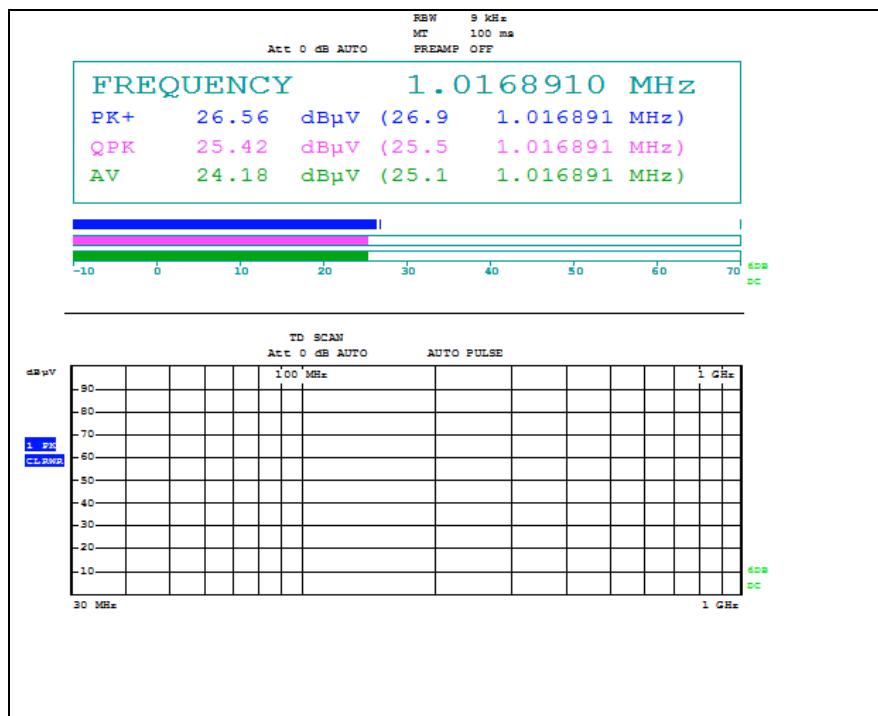 RBW 9 kHz
MT 100 ms
Att 0 dB AUTO PREAMP OFF
FREQUENCY 1.0168910 MHz
PK+ 26.56 dBµV (26.9 1.016891 MHz)
QPK 25.42 dBµV (25.5 1.016891 MHz)
AV 24.18 dBµV (25.1 1.016891 MHz)
-10 0 10 20 30 40 50 60 70
6DB
DC
TD SCAN
Att 0 dB AUTO AUTO PULSE
dBµV
100 MHz 1 GHz
90
80
70
1 PK
CLRWR
60
50
40
30
20
10
6DB
DC
30 MHz 1 GHz